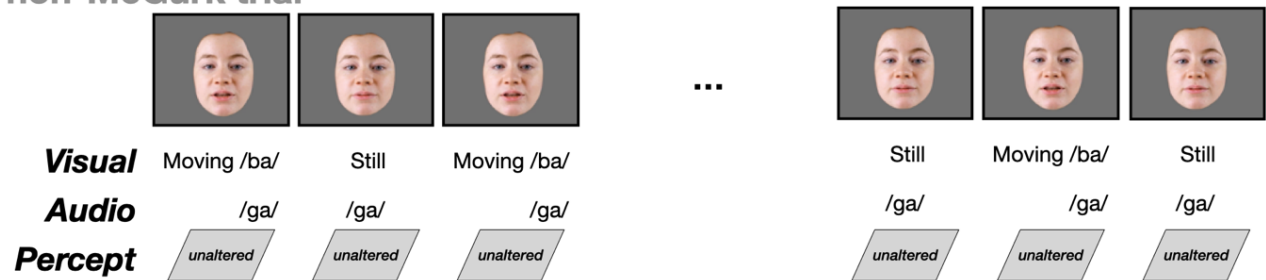 ...
Visual Moving /ba/ Still Moving /ba/ Still Moving /ba/ Still
Audio /ga/ /ga/ /ga/ /ga/ /ga/ /ga/
Percept unaltered unaltered unaltered unaltered unaltered unaltered